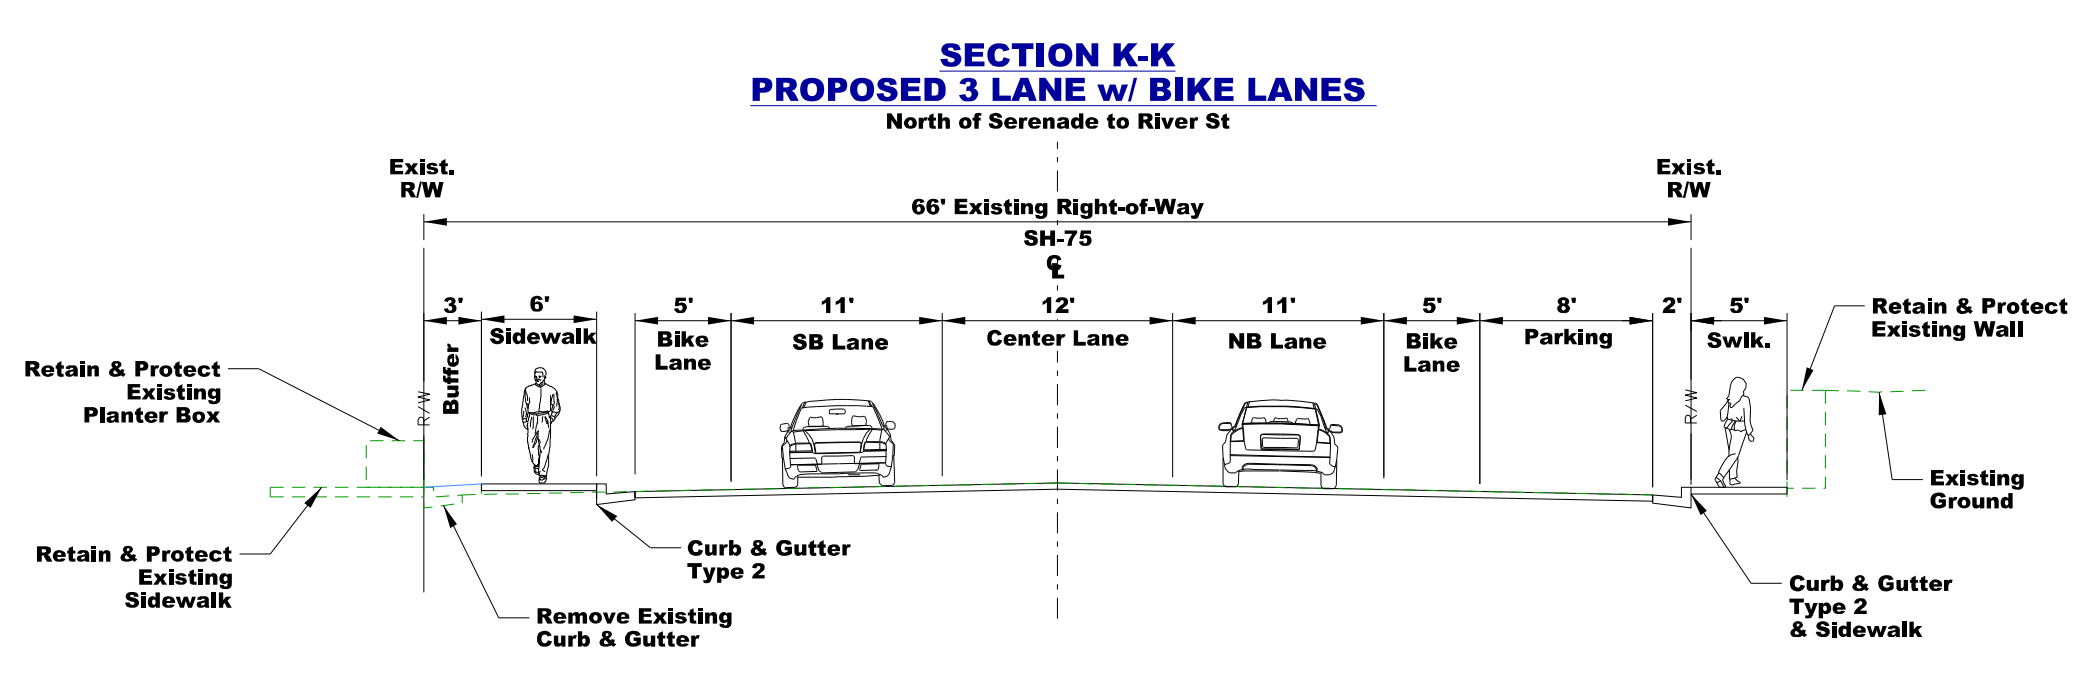 SECTION K-K
PROPOSED 3 LANE w/ BIKE LANES
North of Serenade to River St
Exist.
R/W
Exist.
R/W
66' Existing Right-of-Way
SH-75
CL
3'
6'
5'
11'
12'
11'
5'
8'
2'
5'
Buffer
Sidewalk
Bike
Lane
SB Lane
Center Lane
NB Lane
Bike
Lane
Parking
Swlk.
R/W
R/W
Retain & Protect
Existing Wall
Retain & Protect
Existing
Planter Box
Existing
Ground
Retain & Protect
Existing
Sidewalk
Curb & Gutter
Type 2
Remove Existing
Curb & Gutter
Curb & Gutter
Type 2
& Sidewalk